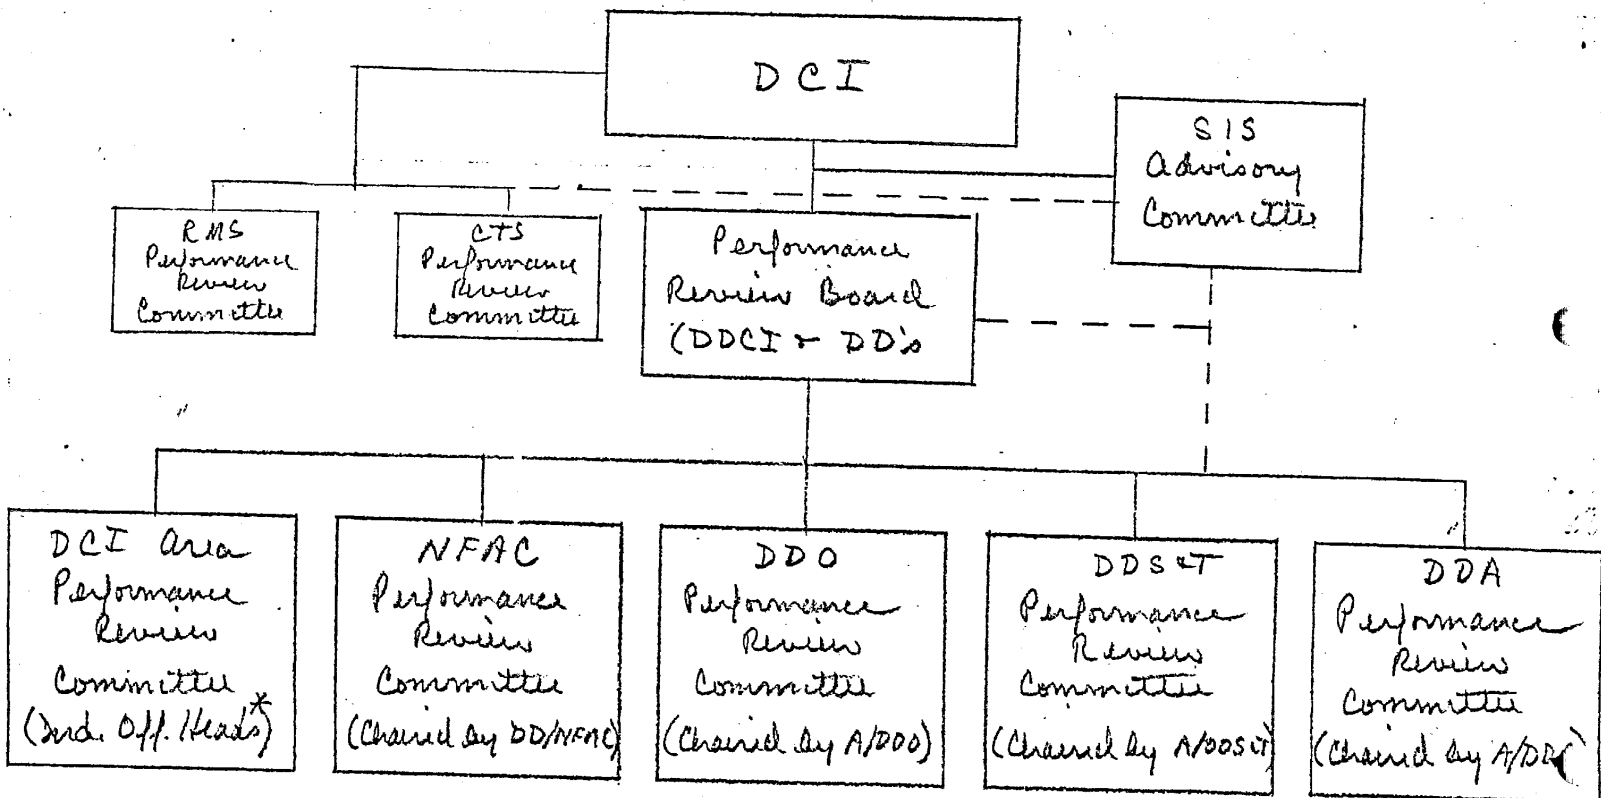 DCI
SIS
Advisory
Committee
RMS
Performance
Review
Committee
CTS
Performance
Review
Committee
Performance
Review Board
(DDCI & DD's
DCI Area
Performance
Review
Committee
(Ind. Off. Heads*)
NFAC
Performance
Review
Committee
(Chaired by DD/NFAC)
DDO
Performance
Review
Committee
(Chaired by A/DDO)
DDS&T
Performance
Review
Committee
(Chaired by A/DDS&T)
DDA
Performance
Review
Committee
(Chaired by